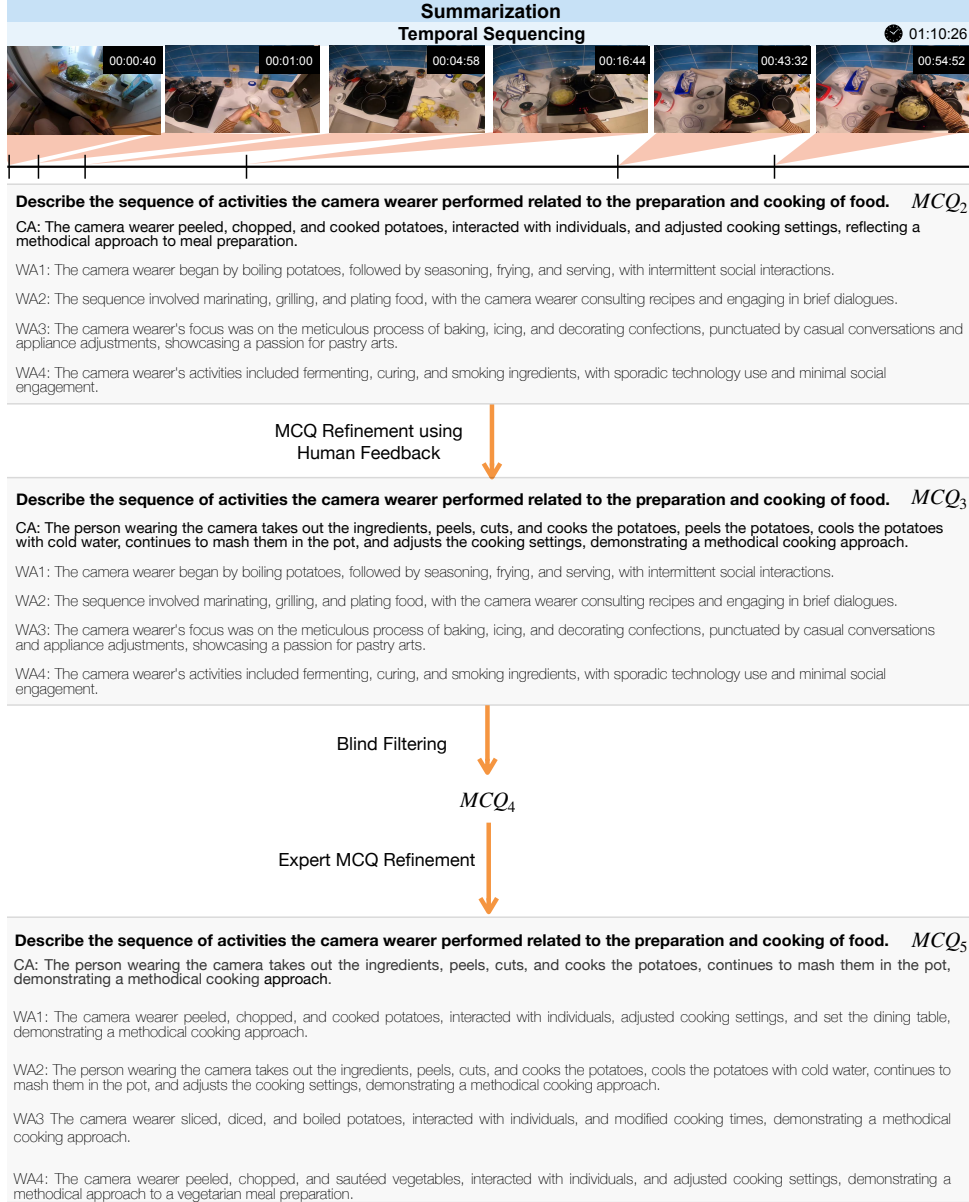 Summarization
Temporal Sequencing
01:10:26
00:00:40
00:01:00
00:04:58
00:16:44
00:43:32
00:54:52
Describe the sequence of activities the camera wearer performed related to the preparation and cooking of food. MCQ2
CA: The camera wearer peeled, chopped, and cooked potatoes, interacted with individuals, and adjusted cooking settings, reflecting a
methodical approach to meal preparation.
WA1: The camera wearer began by boiling potatoes, followed by seasoning, frying, and serving, with intermittent social interactions.
WA2: The sequence involved marinating, grilling, and plating food, with the camera wearer consulting recipes and engaging in brief dialogues.
WA3: The camera wearer's focus was on the meticulous process of baking, icing, and decorating confections, punctuated by casual conversations and
appliance adjustments, showcasing a passion for pastry arts.
WA4: The camera wearer's activities included fermenting, curing, and smoking ingredients, with sporadic technology use and minimal social
engagement.
MCQ Refinement using
Human Feedback
Describe the sequence of activities the camera wearer performed related to the preparation and cooking of food. MCQ3
CA: The person wearing the camera takes out the ingredients, peels, cuts, and cooks the potatoes, peels the potatoes, cools the potatoes
with cold water, continues to mash them in the pot, and adjusts the cooking settings, demonstrating a methodical cooking approach.
WA1: The camera wearer began by boiling potatoes, followed by seasoning, frying, and serving, with intermittent social interactions.
WA2: The sequence involved marinating, grilling, and plating food, with the camera wearer consulting recipes and engaging in brief dialogues.
WA3: The camera wearer's focus was on the meticulous process of baking, icing, and decorating confections, punctuated by casual conversations
and appliance adjustments, showcasing a passion for pastry arts.
WA4: The camera wearer's activities included fermenting, curing, and smoking ingredients, with sporadic technology use and minimal social
engagement.
Blind Filtering
MCQ4
Expert MCQ Refinement
Describe the sequence of activities the camera wearer performed related to the preparation and cooking of food. MCQ5
CA: The person wearing the camera takes out the ingredients, peels, cuts, and cooks the potatoes, continues to mash them in the pot,
demonstrating a methodical cooking approach.
WA1: The camera wearer peeled, chopped, and cooked potatoes, interacted with individuals, adjusted cooking settings, and set the dining table,
demonstrating a methodical cooking approach.
WA2: The person wearing the camera takes out the ingredients, peels, cuts, and cooks the potatoes, cools the potatoes with cold water, continues to
mash them in the pot, and adjusts the cooking settings, demonstrating a methodical cooking approach.
WA3 The camera wearer sliced, diced, and boiled potatoes, interacted with individuals, and modified cooking times, demonstrating a methodical
cooking approach.
WA4: The camera wearer peeled, chopped, and sautéed vegetables, interacted with individuals, and adjusted cooking settings, demonstrating a
methodical approach to a vegetarian meal preparation.